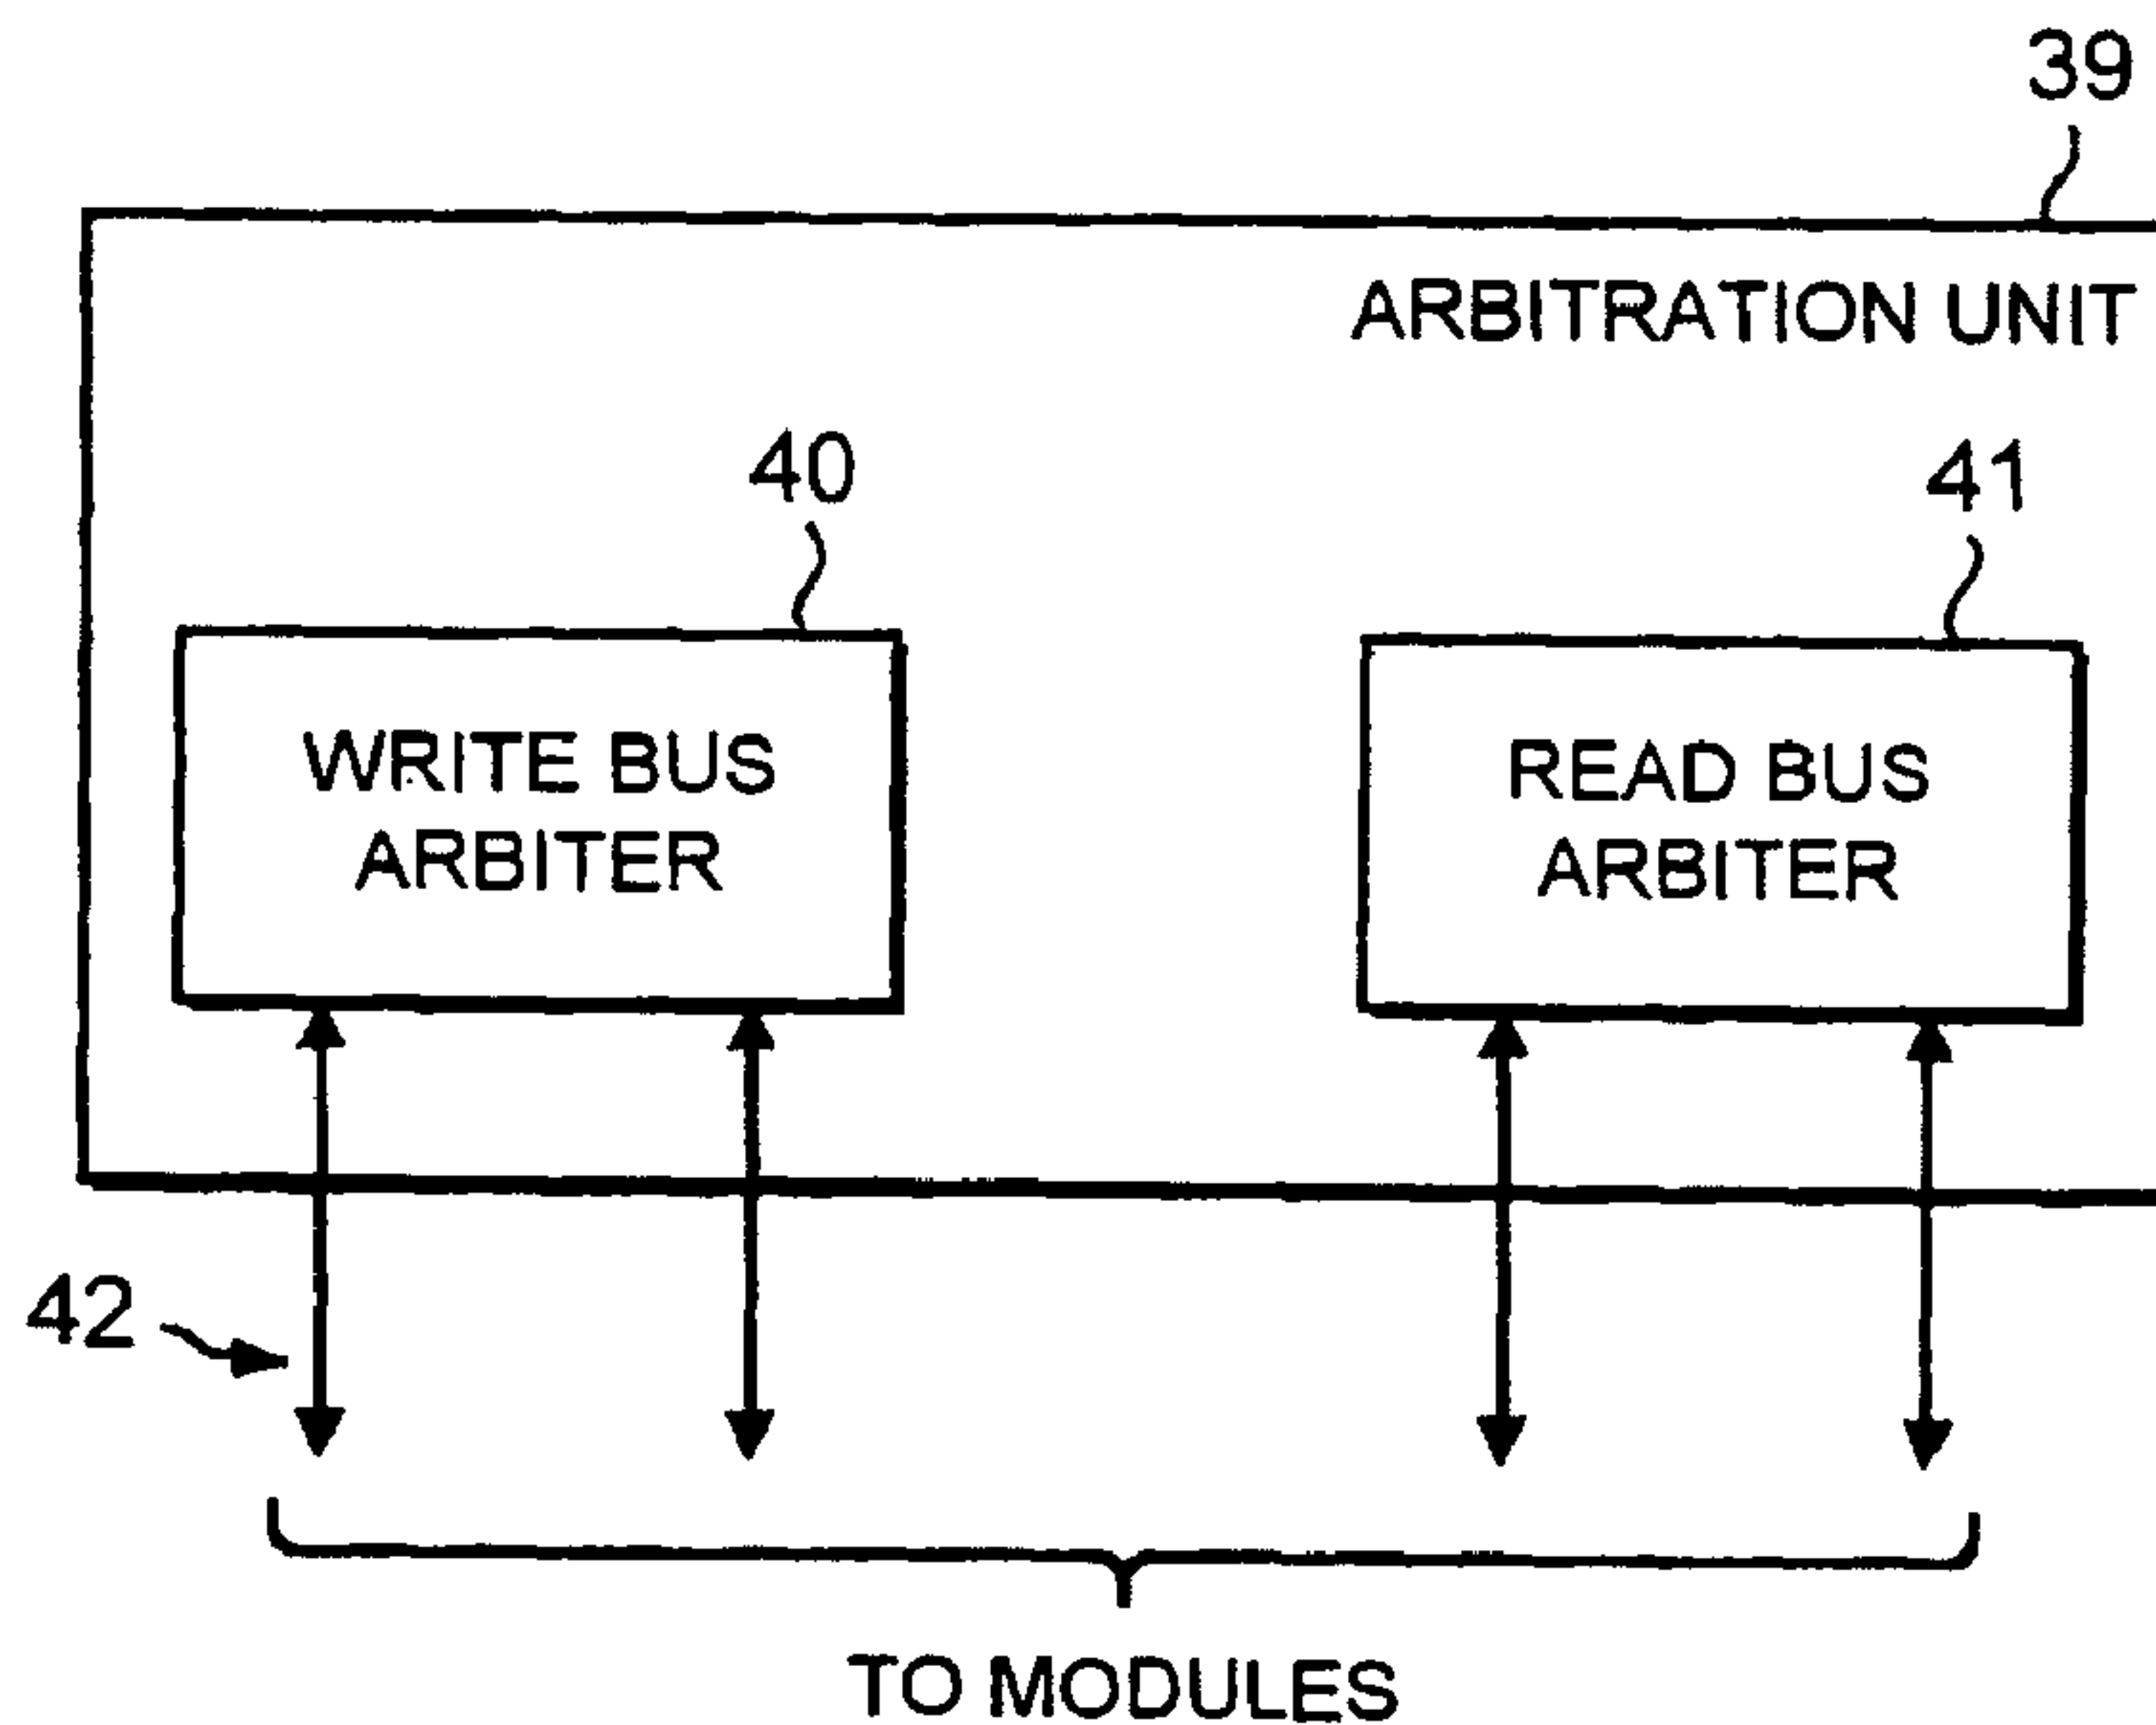 39
ARBITRATION UNIT
40
41
WRITE BUS
ARBITER
READ BUS
ARBITER
42
TO MODULES